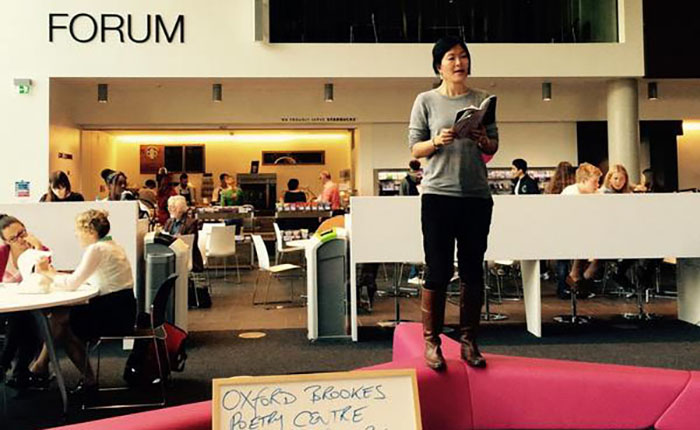 FORUM
WE PROUDLY SERVE STARBUCKS
OXFORD BROOKES
POETRY CENTRE